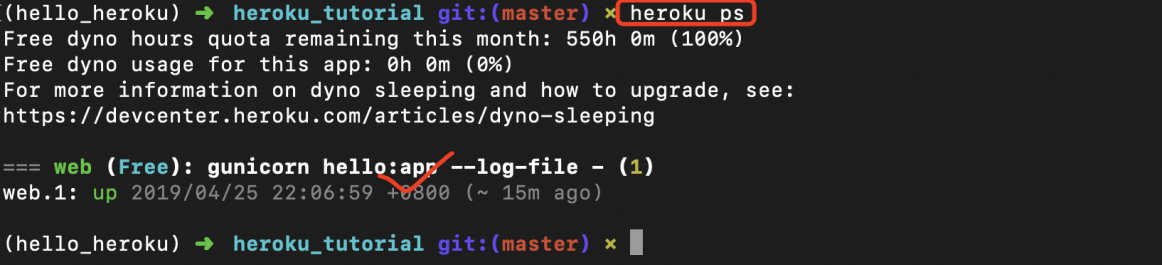 (hello_heroku) ➜ heroku_tutorial git:(master) ✗ heroku ps
Free dyno hours quota remaining this month: 550h 0m (100%)
Free dyno usage for this app: 0h 0m (0%)
For more information on dyno sleeping and how to upgrade, see:
https://devcenter.heroku.com/articles/dyno-sleeping
=== web (Free): gunicorn hello:app --log-file - (1)
web.1: up 2019/04/25 22:06:59 +0800 (~ 15m ago)
(hello_heroku) ➜ heroku_tutorial git:(master) ✗